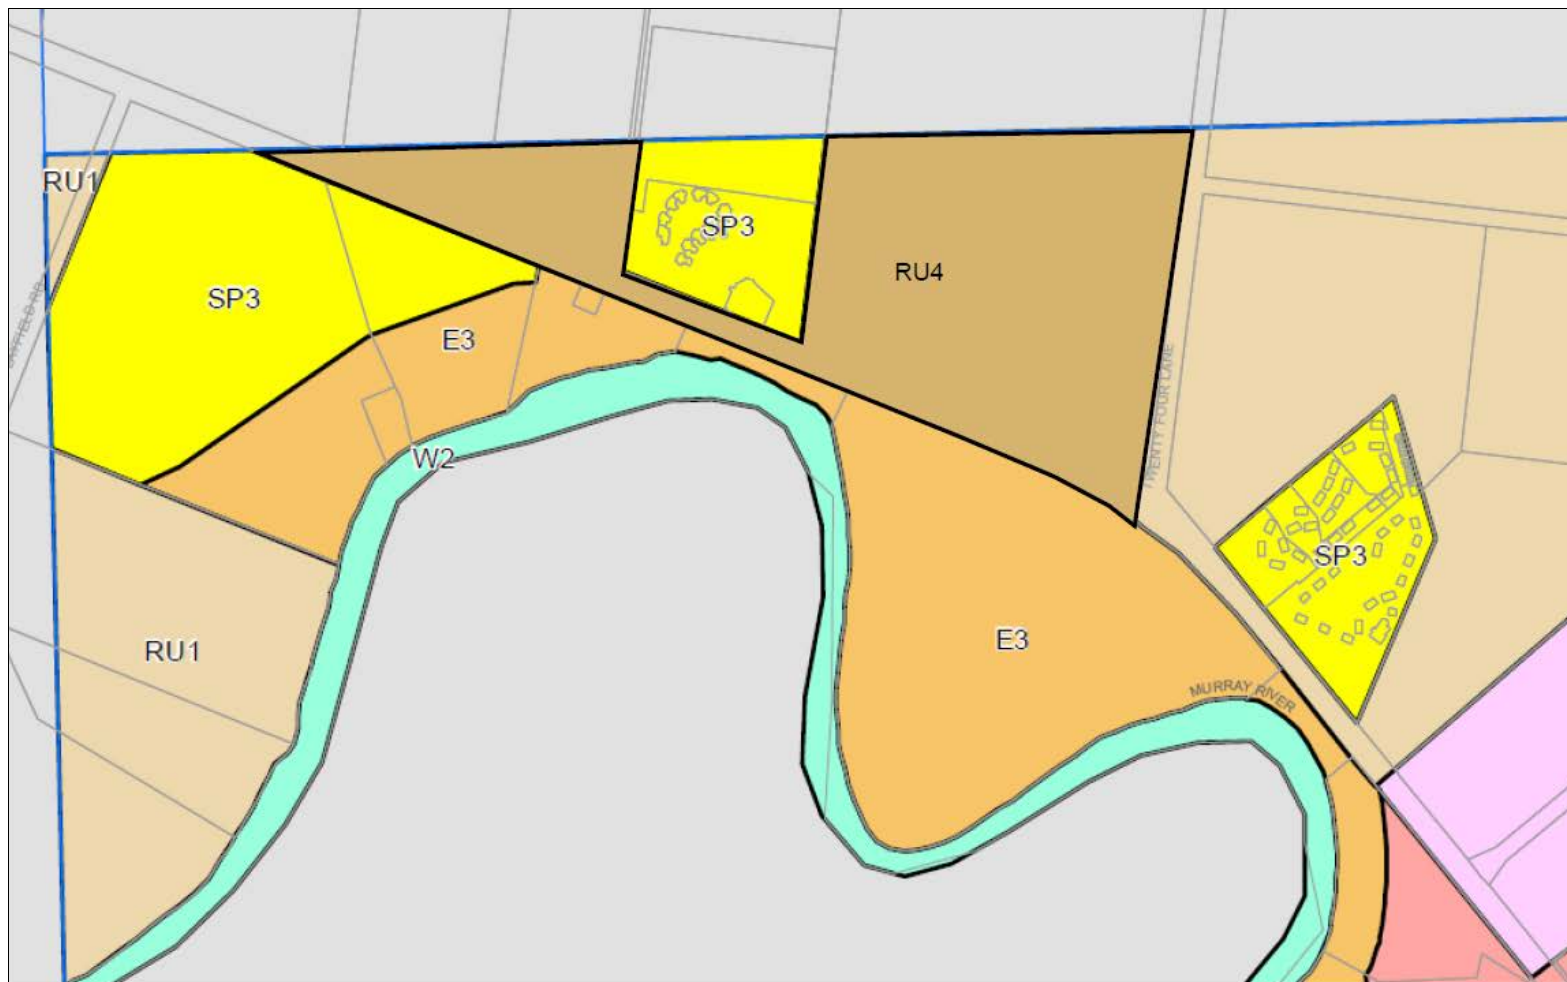 RU1
SP3
RU4
SP3
E3
TWENTY FOUR LANE
W2
SP3
E3
RU1
MURRAY RIVER